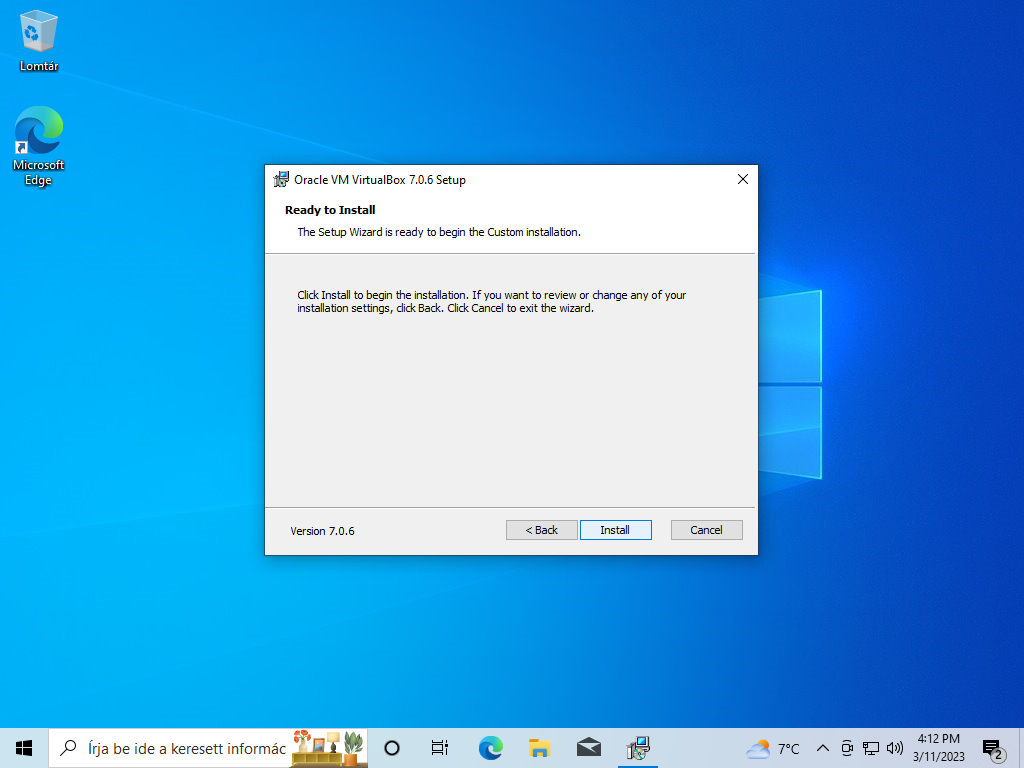 Lomtár
Microsoft
Edge
Oracle VM VirtualBox 7.0.6 Setup
Ready to Install
The Setup Wizard is ready to begin the Custom installation.
Click Install to begin the installation. If you want to review or change any of your
installation settings, click Back. Click Cancel to exit the wizard.
Version 7.0.6
< Back
Install
Cancel
Írja be ide a keresett informác
7°C
4:12 PM
3/11/2023
2